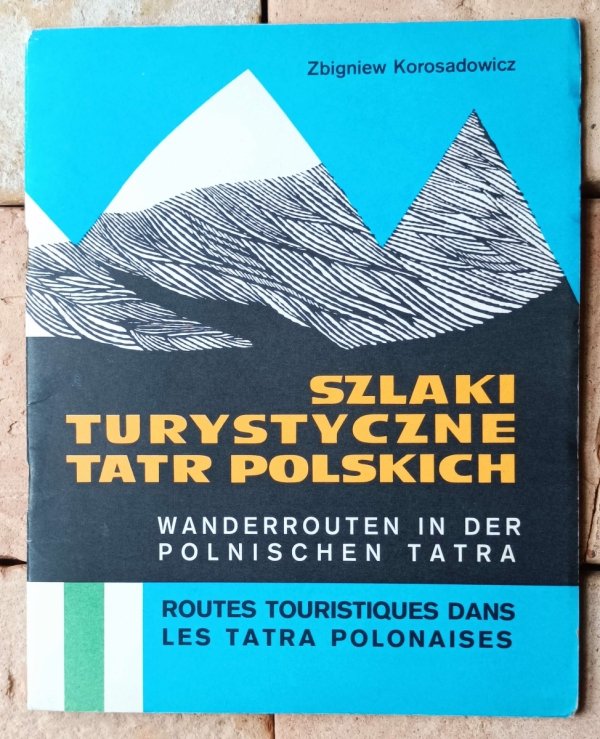 Zbigniew Korosadowicz
SZLAKI
TURYSTYCZNE
TATR POLSKICH
WANDERROUTEN IN DER
POLNISCHEN TATRA
ROUTES TOURISTIQUES DANS
LES TATRA POLONAISES